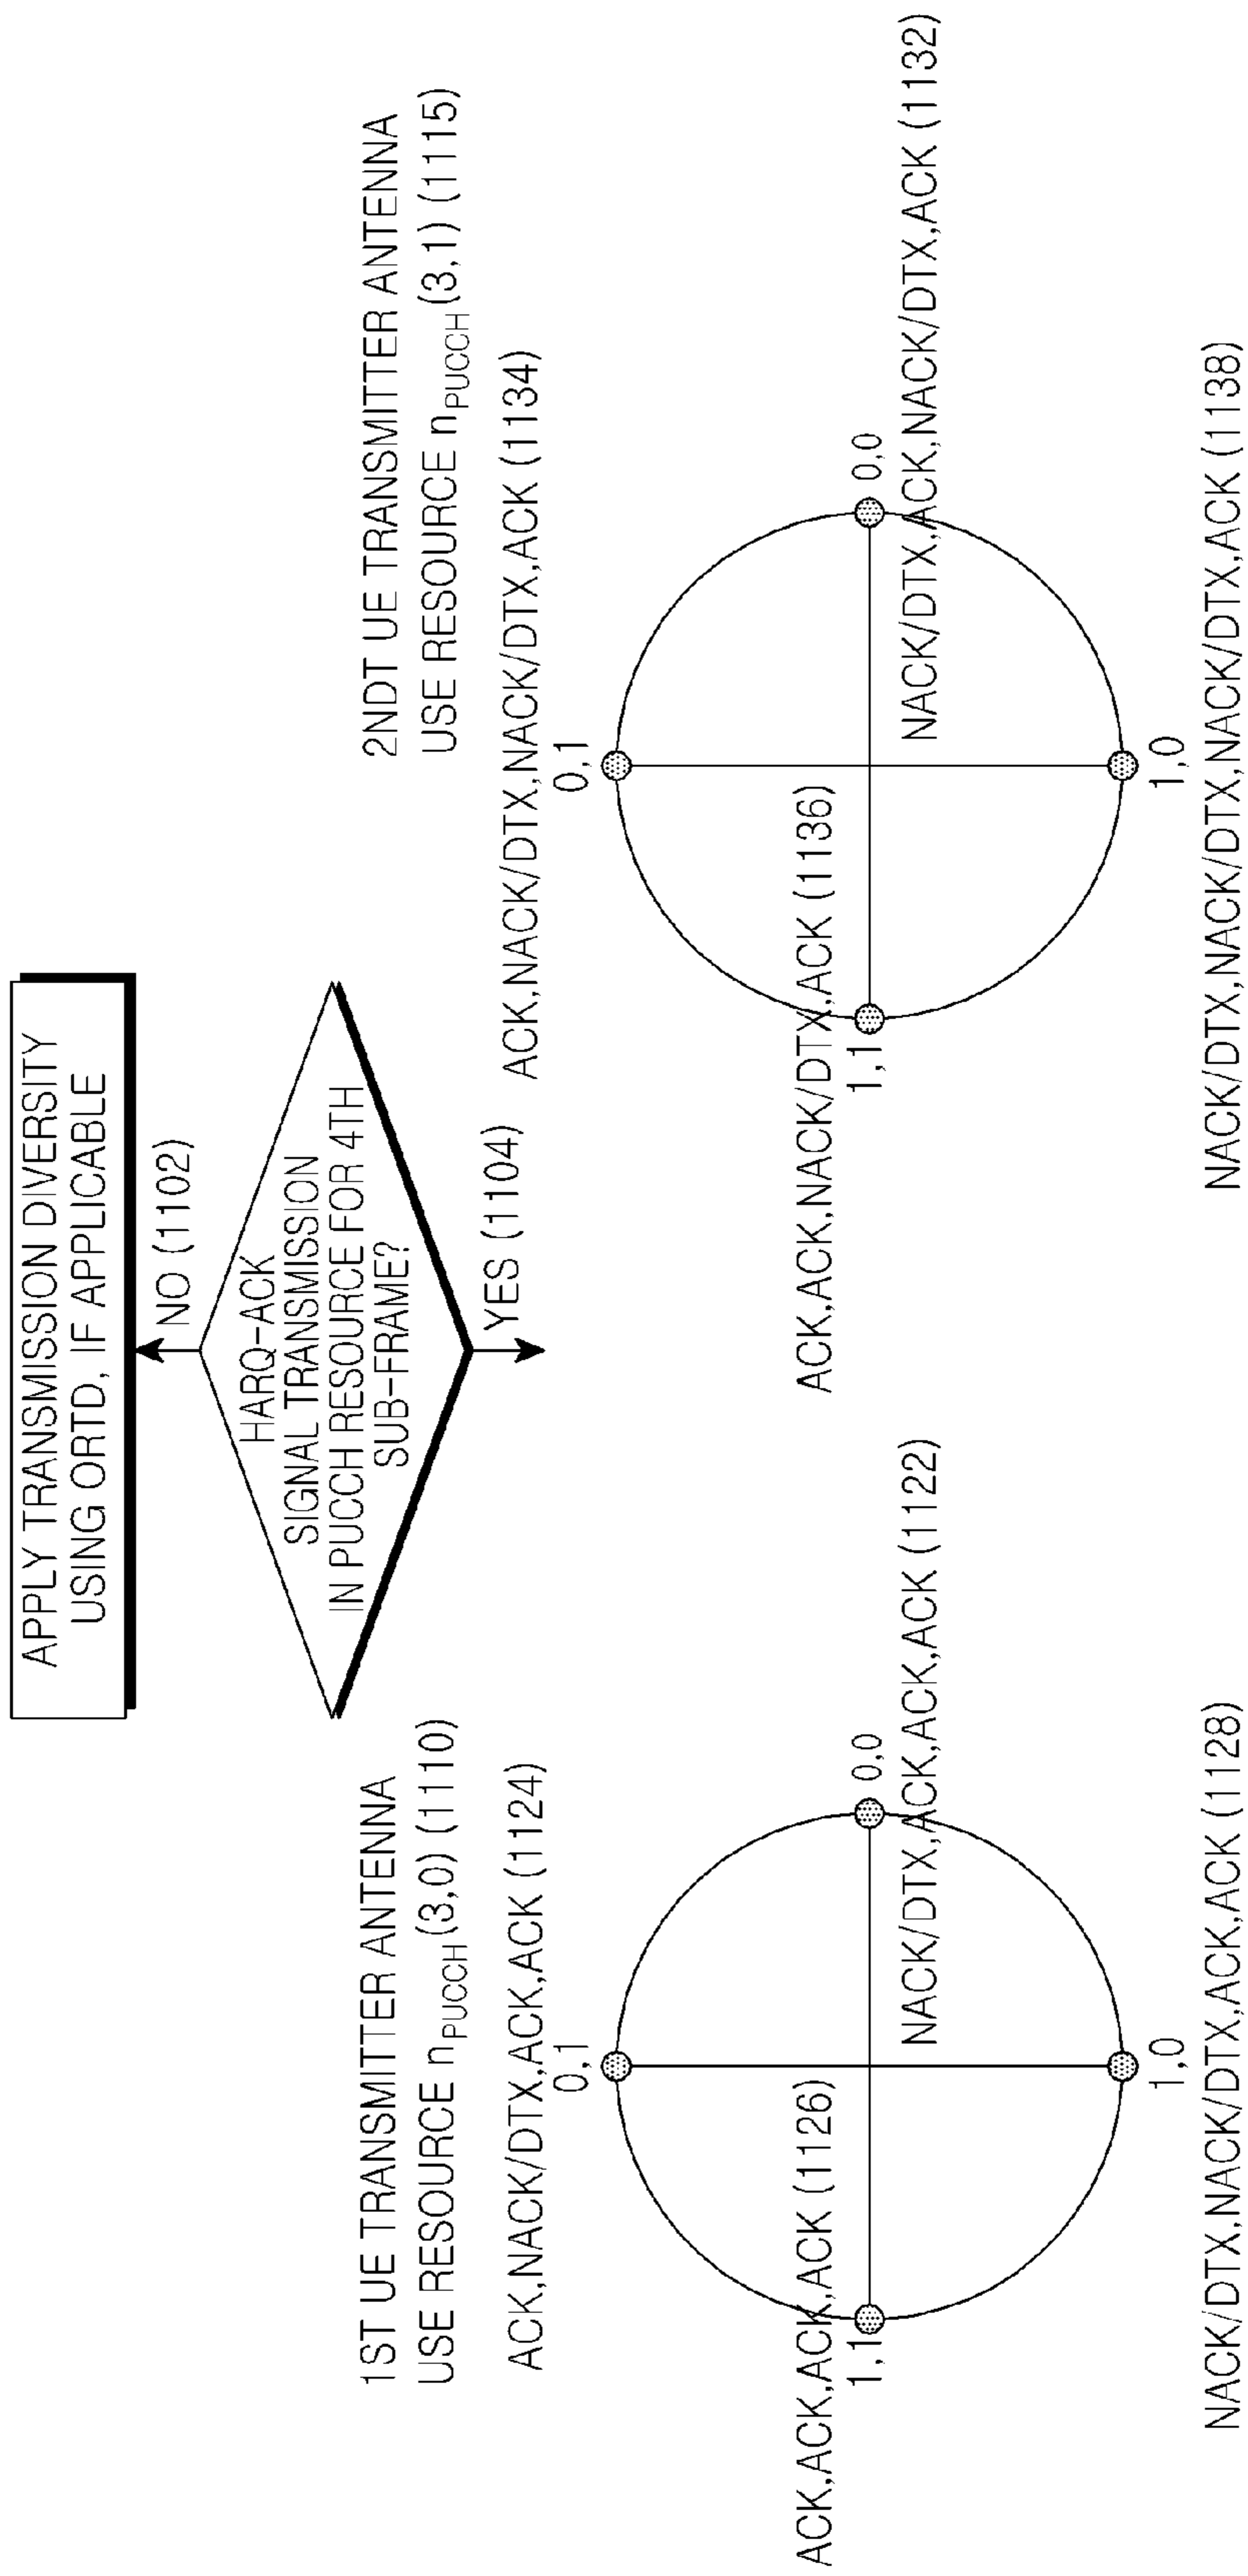 APPLY TRANSMISSION DIVERSITY
USING ORTD, IF APPLICABLE
NO (1102)
HARQ-ACK
SIGNAL TRANSMISSION
IN PUCCH RESOURCE FOR 4TH
SUB-FRAME?
YES (1104)
1ST UE TRANSMITTER ANTENNA
USE RESOURCE nPUCCH(3,0) (1110)
ACK,NACK/DTX,ACK,ACK (1124)
0,1
ACK,ACK,ACK,ACK (1126)
1,1
0,0
NACK/DTX,ACK,ACK,ACK (1122)
1,0
NACK/DTX,NACK/DTX,ACK,ACK (1128)
2NDT UE TRANSMITTER ANTENNA
USE RESOURCE nPUCCH(3,1) (1115)
ACK,NACK/DTX,NACK/DTX,ACK (1134)
0,1
ACK,ACK,NACK/DTX,ACK (1136)
1,1
0,0
NACK/DTX,ACK,NACK/DTX,ACK (1132)
1,0
NACK/DTX,NACK/DTX,NACK/DTX,ACK (1138)